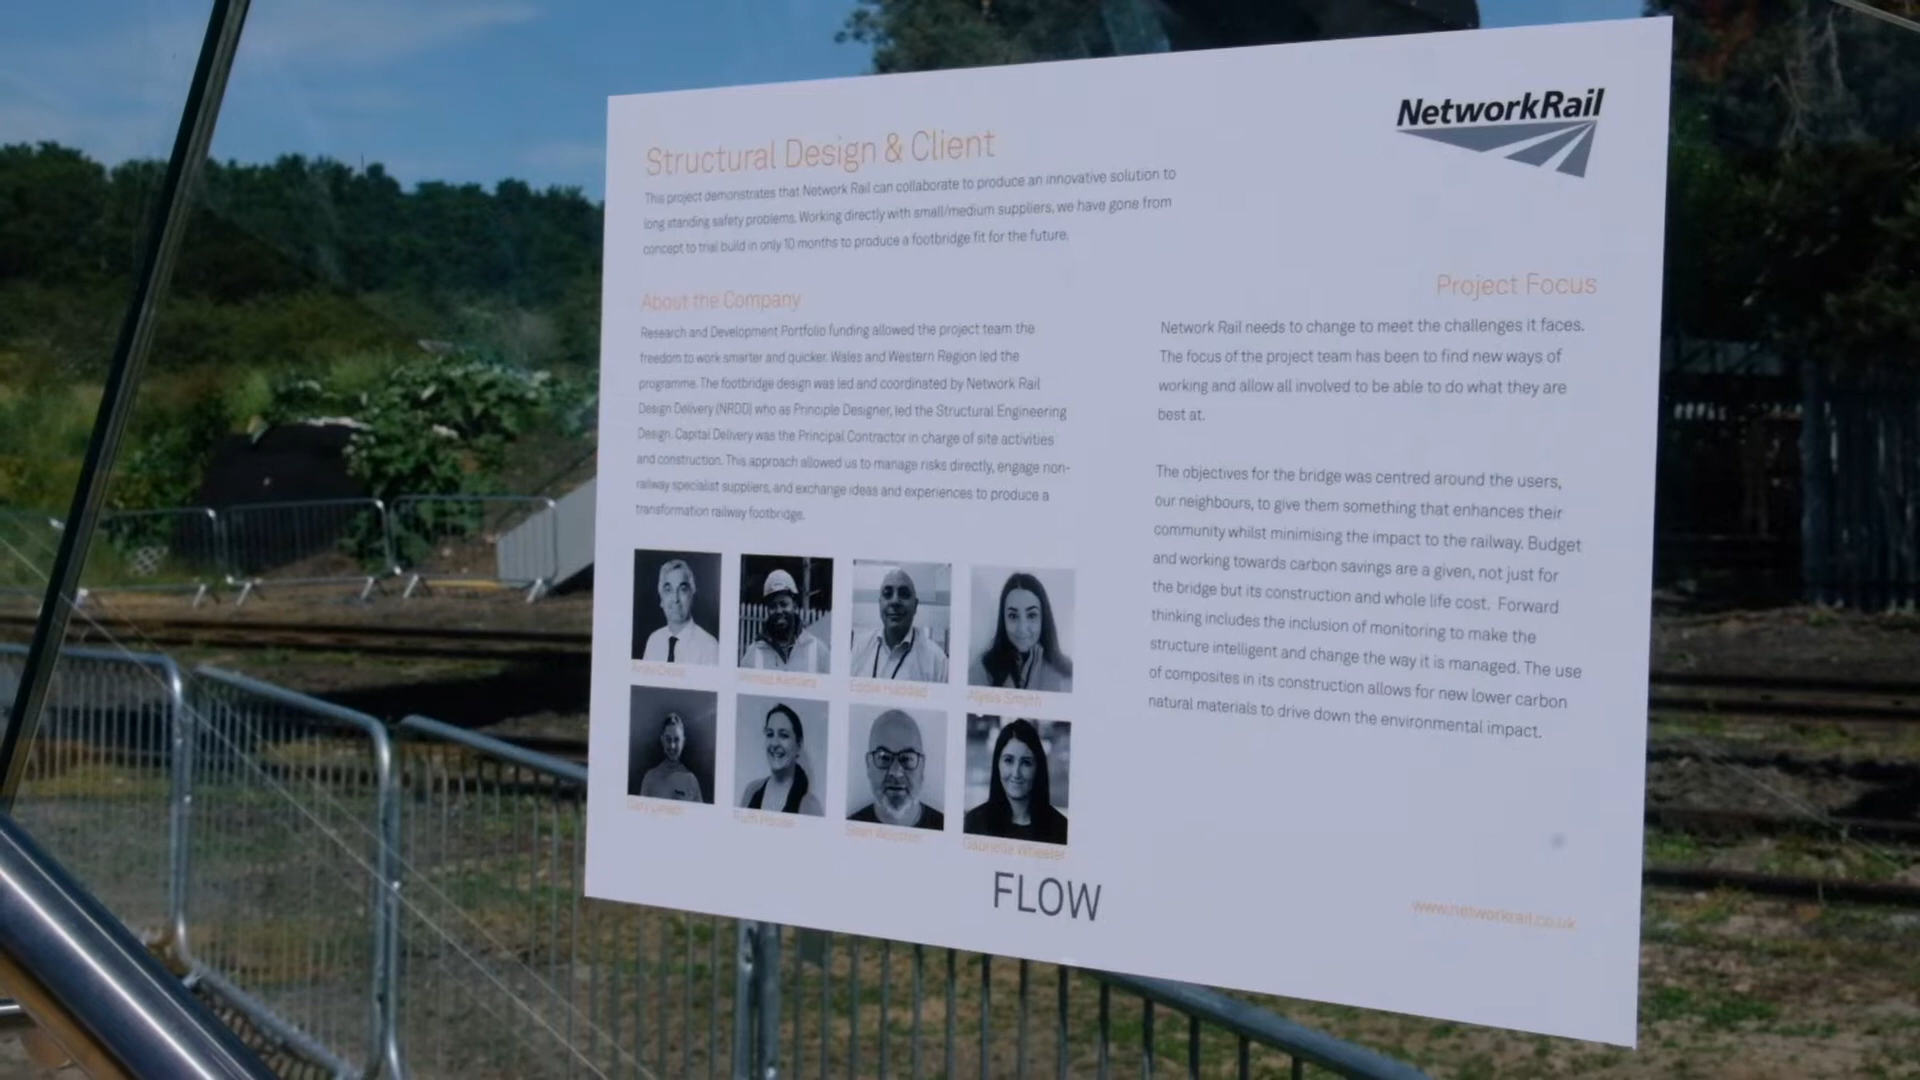 NetworkRail
Structural Design & Client
This project demonstrates that Network Rail can collaborate to produce an innovative solution to
long standing safety problems. Working directly with small/medium suppliers, we have gone from
concept to trial build in only 10 months to produce a footbridge fit for the future.
About the Company
Research and Development Portfolio funding allowed the project team the
freedom to work smarter and quicker. Wales and Western Region led the
programme. The footbridge design was led and coordinated by Network Rail
Design Delivery (NRDD) who as Principle Designer, led the Structural Engineering
Design. Capital Delivery was the Principal Contractor in charge of site activities
and construction. This approach allowed us to manage risks directly, engage non-
railway specialist suppliers, and exchange ideas and experiences to produce a
transformation railway footbridge.
Andy Cross
Eddie Haddad
Alysia Smyth
Gabrielle Wheeler
Project Focus
Network Rail needs to change to meet the challenges it faces.
The focus of the project team has been to find new ways of
working and allow all involved to be able to do what they are
best at.
The objectives for the bridge was centred around the users,
our neighbours, to give them something that enhances their
community whilst minimising the impact to the railway. Budget
and working towards carbon savings are a given, not just for
the bridge but its construction and whole life cost. Forward
thinking includes the inclusion of monitoring to make the
structure intelligent and change the way it is managed. The use
of composites in its construction allows for new lower carbon
natural materials to drive down the environmental impact.
FLOW
www.networkrail.co.uk